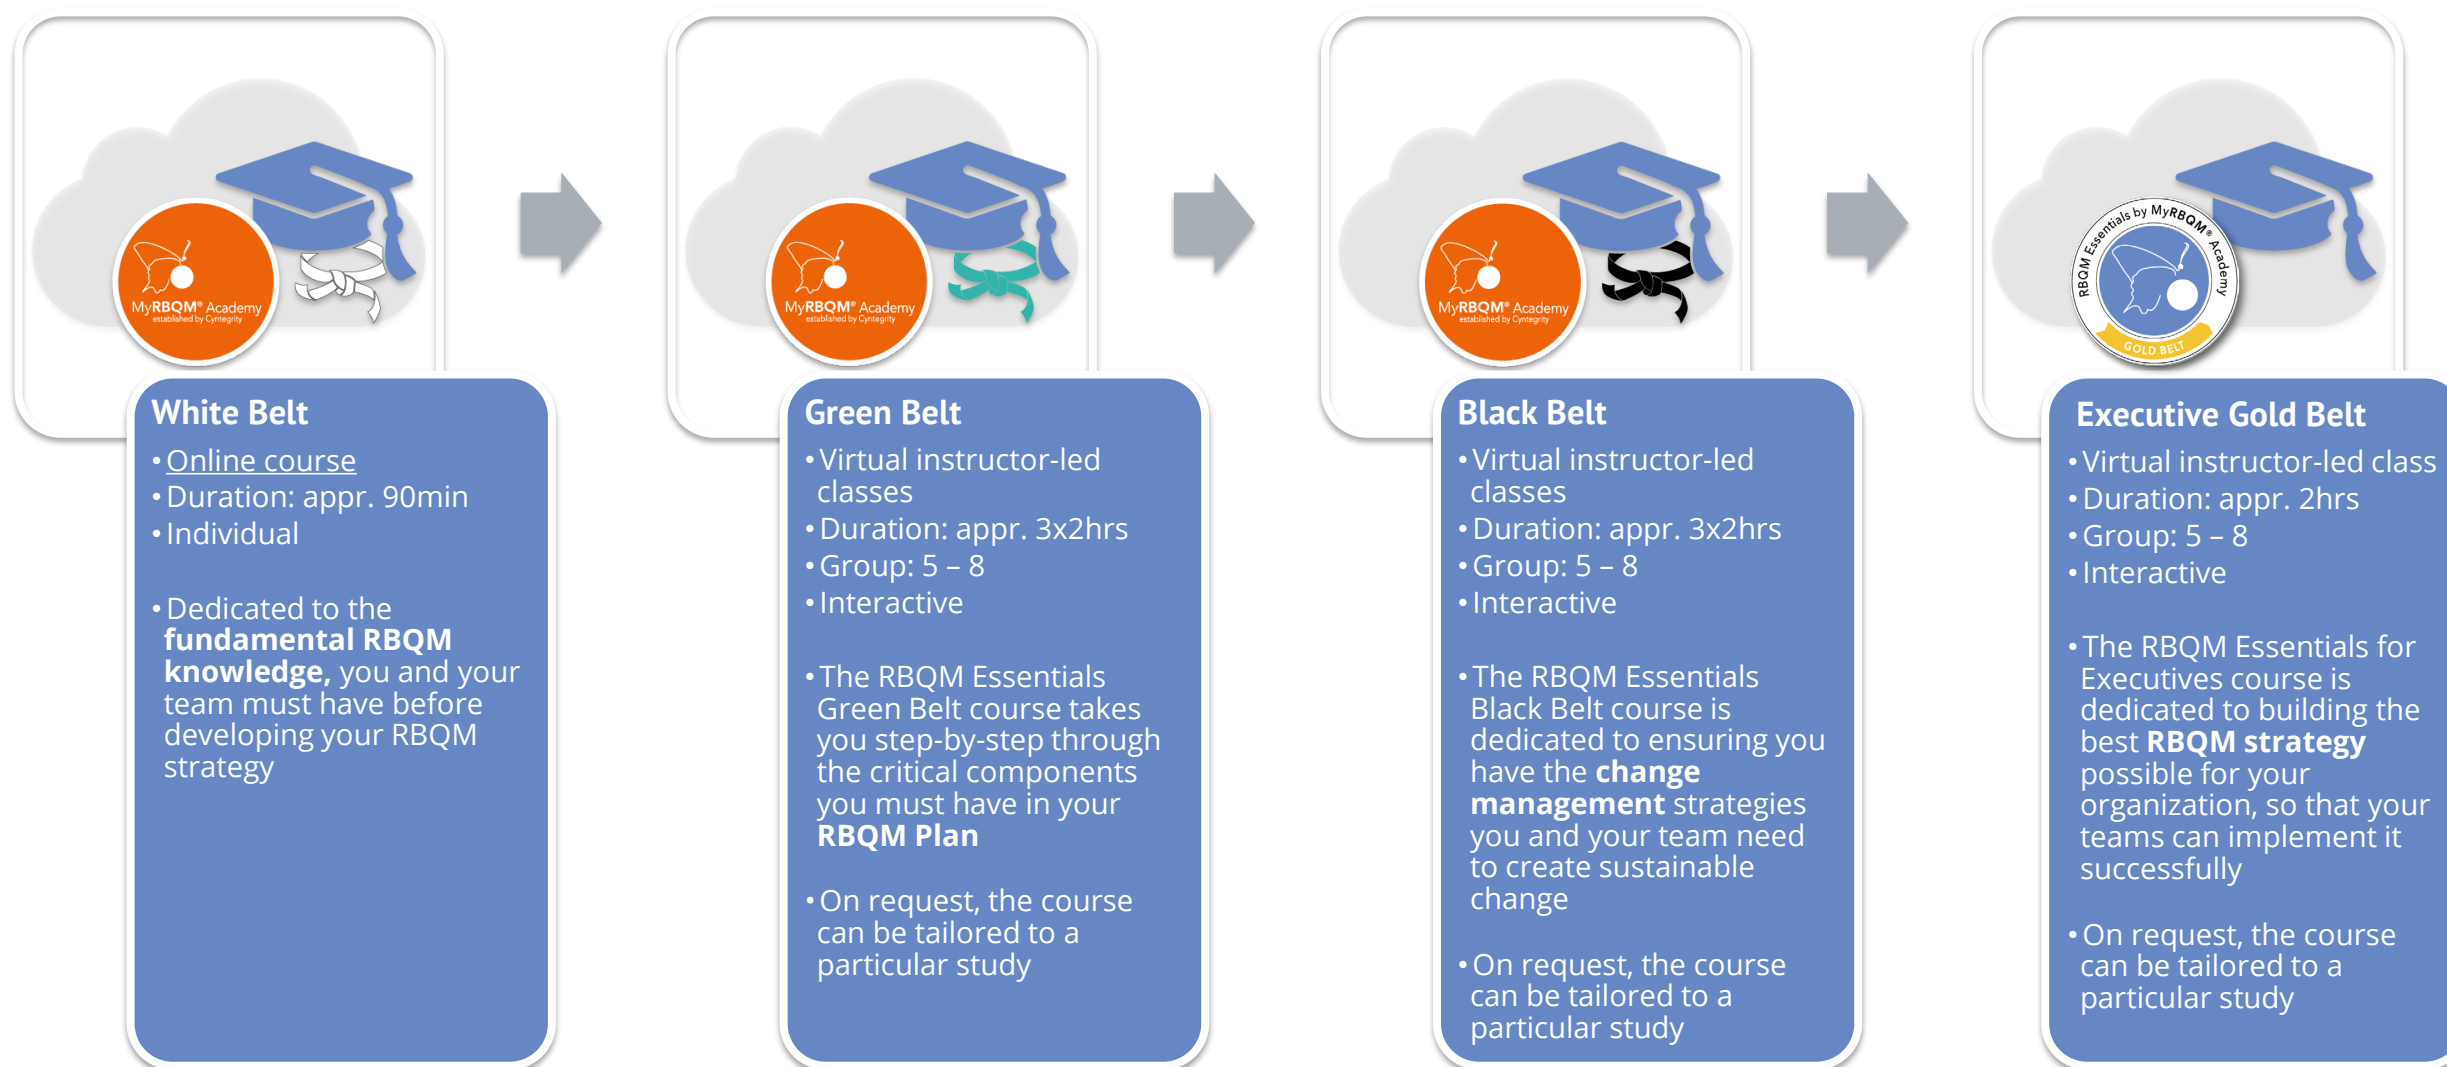 MyRBQM® Academy
established by Cyntegrity
White Belt
• Online course
• Duration: appr. 90min
• Individual
• Dedicated to the
fundamental RBQM
knowledge, you and your
team must have before
developing your RBQM
strategy
MyRBQM® Academy
established by Cyntegrity
Green Belt
• Virtual instructor-led
classes
• Duration: appr. 3x2hrs
• Group: 5 – 8
• Interactive
• The RBQM Essentials
Green Belt course takes
you step-by-step through
the critical components
you must have in your
RBQM Plan
• On request, the course
can be tailored to a
particular study
MyRBQM® Academy
established by Cyntegrity
Black Belt
• Virtual instructor-led
classes
• Duration: appr. 3x2hrs
• Group: 5 – 8
• Interactive
• The RBQM Essentials
Black Belt course is
dedicated to ensuring you
have the change
management strategies
you and your team need
to create sustainable
change
• On request, the course
can be tailored to a
particular study
RBQM Essentials by MyRBQM® Academy
GOLD BELT
Executive Gold Belt
• Virtual instructor-led class
• Duration: appr. 2hrs
• Group: 5 – 8
• Interactive
• The RBQM Essentials for
Executives course is
dedicated to building the
best RBQM strategy
possible for your
organization, so that your
teams can implement it
successfully
• On request, the course
can be tailored to a
particular study